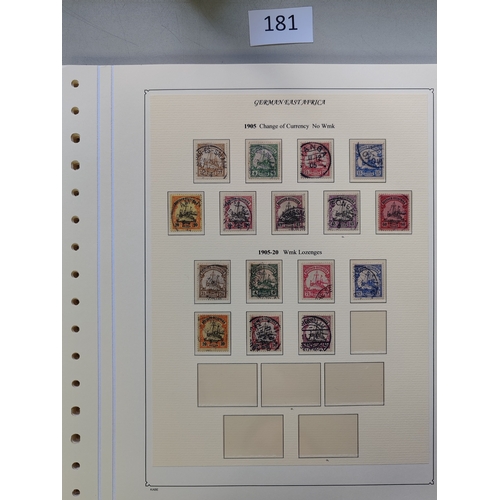 181
GERMAN EAST AFRICA
1905 Change of Currency No Wmk
1905-20 Wmk Lozenges